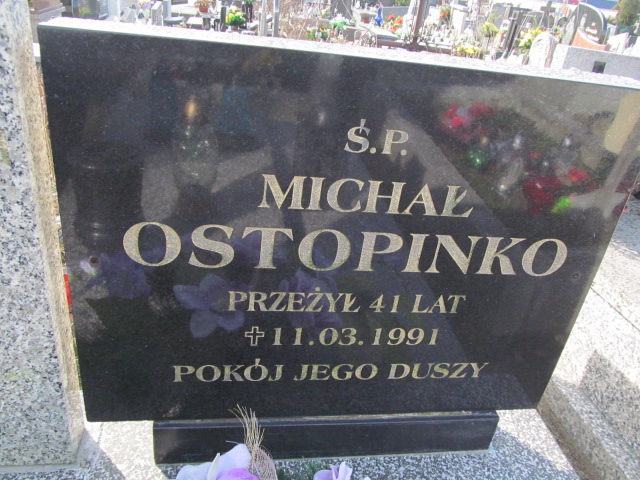 Ś.P.
MICHAŁ
OSTOPINKO
PRZEŻYŁ 41 LAT
✝11.03.1991
POKÓJ JEGO DUSZY